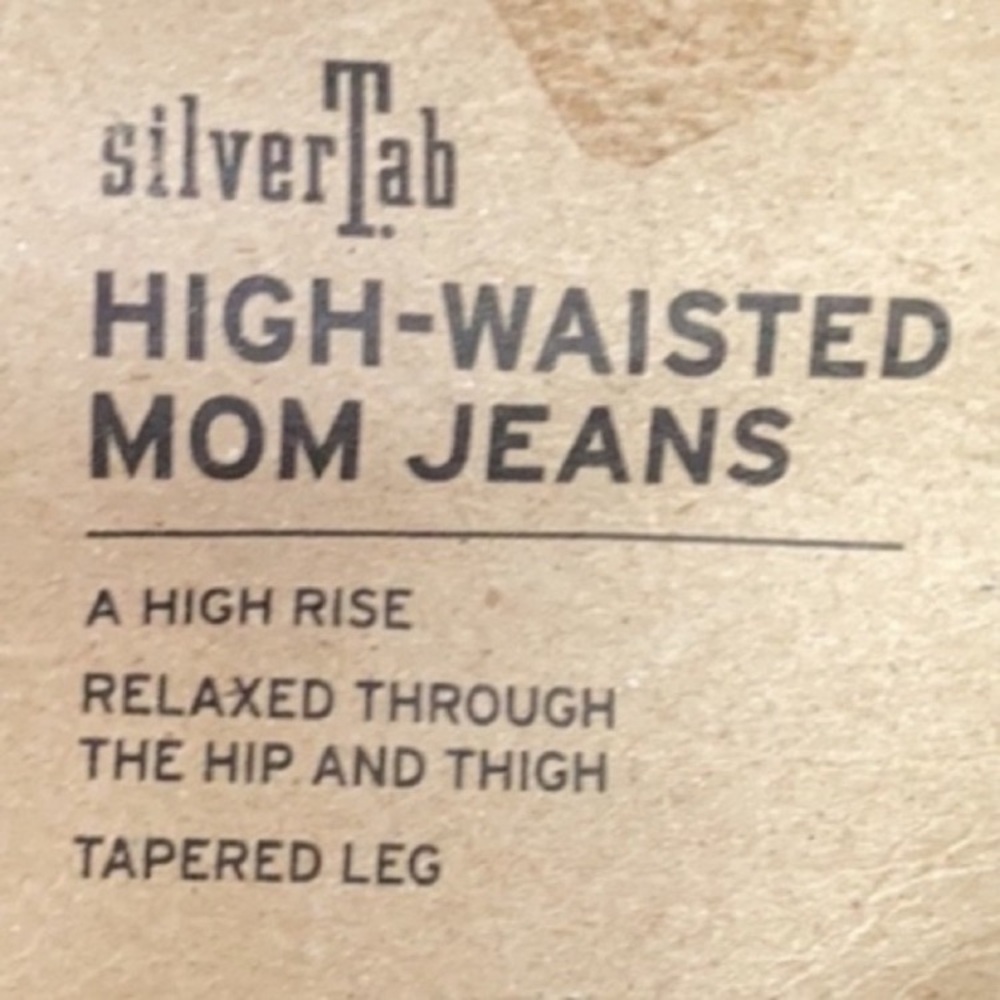 silverTab
HIGH-WAISTED
MOM JEANS
A HIGH RISE
RELAXED THROUGH
THE HIP AND THIGH
TAPERED LEG